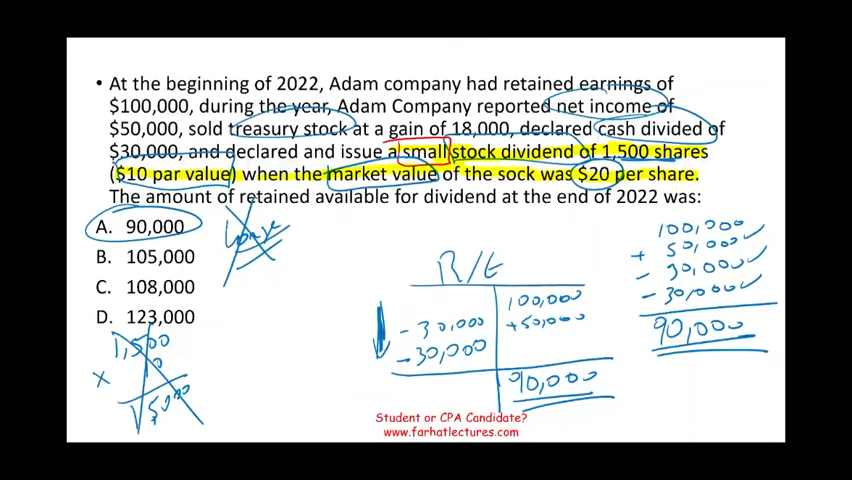 • At the beginning of 2022, Adam company had retained earnings of
$100,000, during the year, Adam Company reported net income of
$50,000, sold treasury stock at a gain of 18,000, declared cash divided of
$30,000, and declared and issue a small stock dividend of 1,500 shares
($10 par value) when the market value of the sock was $20 per share.
The amount of retained available for dividend at the end of 2022 was:
A. 90,000
B. 105,000
C. 108,000
D. 123,000
1,500
x
R/E
100,000
-30,000 +50,000
-30,000
90,000
100,000
+ 50,000
- 30,000
- 30,000
90,000
Student or CPA Candidate?
www.farhatlectures.com